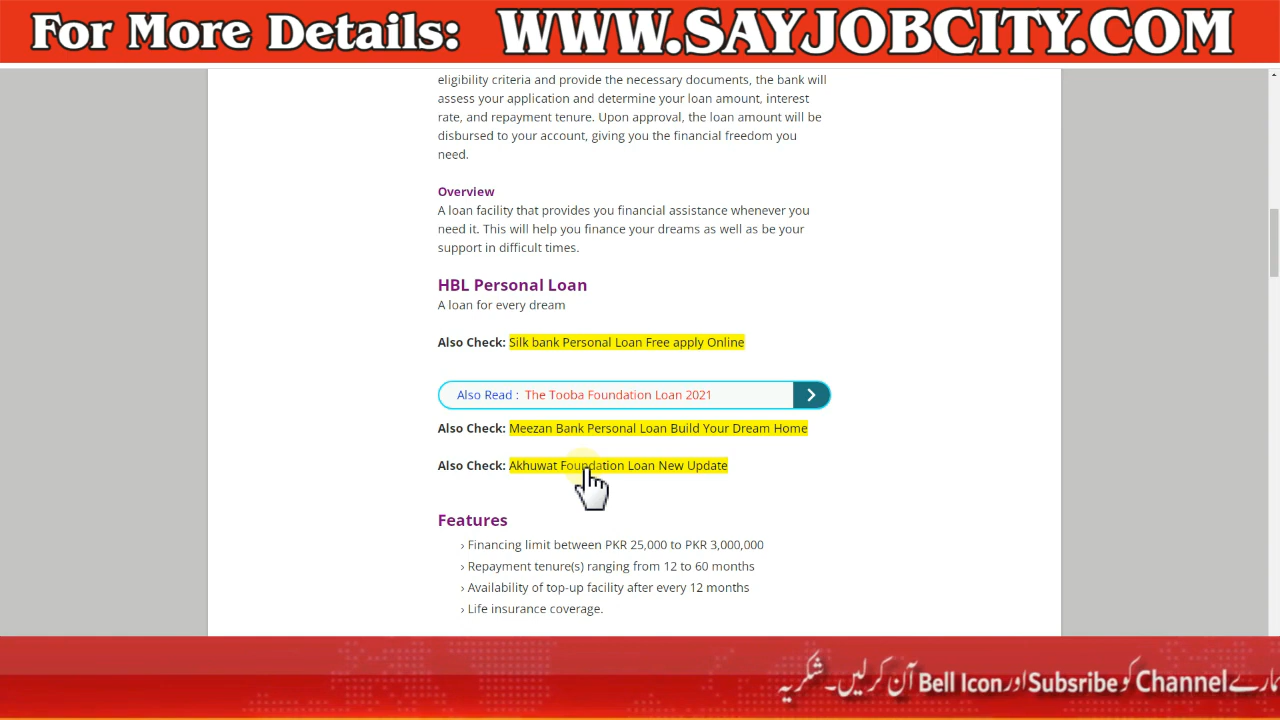 For More Details: WWW.SAYJOBCITY.COM
eligibility criteria and provide the necessary documents, the bank will
assess your application and determine your loan amount, interest
rate, and repayment tenure. Upon approval, the loan amount will be
disbursed to your account, giving you the financial freedom you
need.
Overview
A loan facility that provides you financial assistance whenever you
need it. This will help you finance your dreams as well as be your
support in difficult times.
HBL Personal Loan
A loan for every dream
Also Check: Silk bank Personal Loan Free apply Online
Also Read : The Tooba Foundation Loan 2021
Also Check: Meezan Bank Personal Loan Build Your Dream Home
Also Check: Akhuwat Foundation Loan New Update
Features
› Financing limit between PKR 25,000 to PKR 3,000,000
› Repayment tenure(s) ranging from 12 to 60 months
› Availability of top-up facility after every 12 months
› Life insurance coverage.
ہمارے Channel کو Subsribe اور Bell Icon آن کرلیں۔ شکریہ